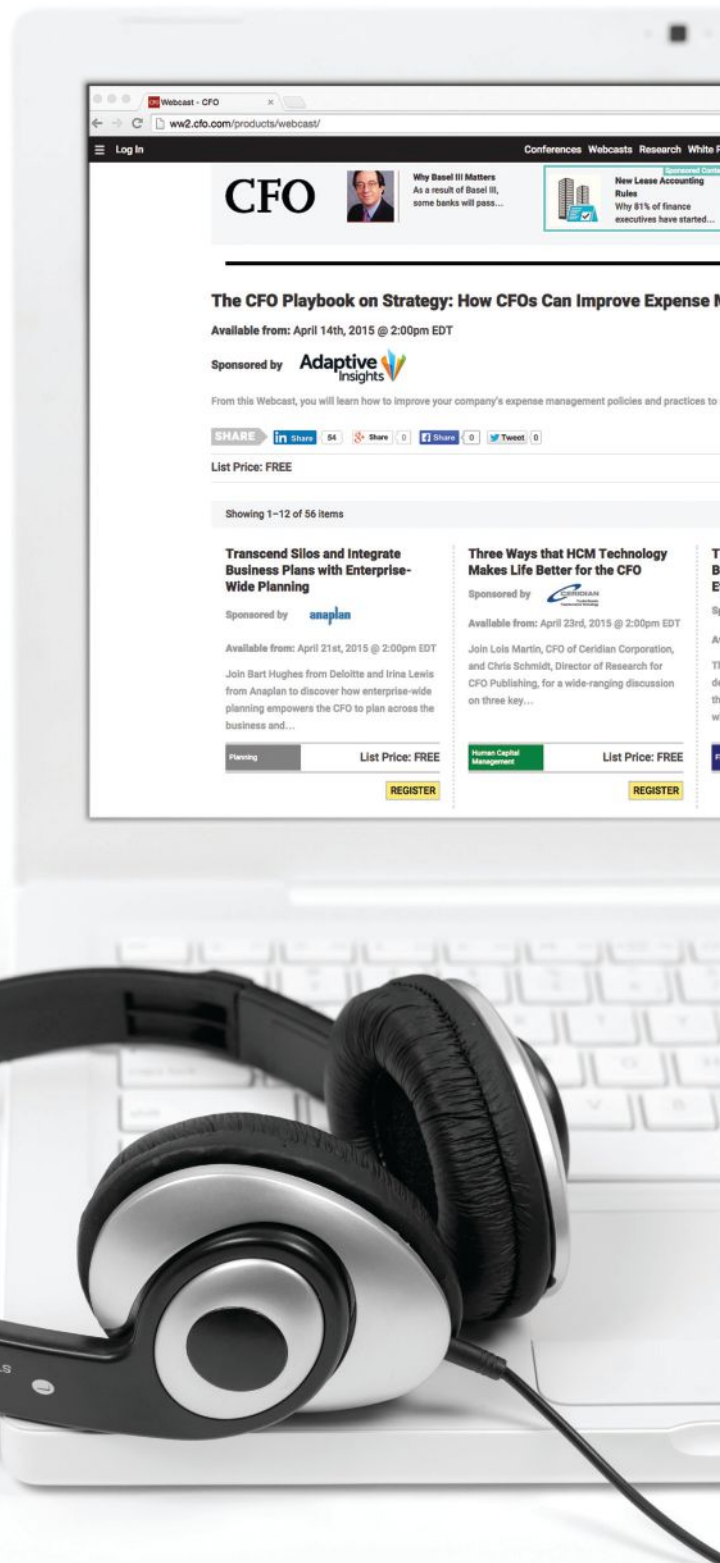 Webcast - CFO
ww2.cfo.com/products/webcast/
Log In
Conferences Webcasts Research White
CFO
Why Basel III Matters
As a result of Basel III,
some banks will pass...
Sponsored
New Lease Accounting
Rules
Why 81% of finance
executives have started...
The CFO Playbook on Strategy: How CFOs Can Improve Expense
Available from: April 14th, 2015 @ 2:00pm EDT
Sponsored by Adaptive
Insights
From this Webcast, you will learn how to improve your company's expense management policies and practices to
SHARE in Share 54 Share 0 Share 0 Tweet 0
List Price: FREE
Showing 1–12 of 56 items
Transcend Silos and Integrate
Business Plans with Enterprise-
Wide Planning
Sponsored by anaplan
Available from: April 21st, 2015 @ 2:00pm EDT
Join Bart Hughes from Deloitte and Irina Lewis
from Anaplan to discover how enterprise-wide
planning empowers the CFO to plan across the
business and...
Planning List Price: FREE
REGISTER
Three Ways that HCM Technology
Makes Life Better for the CFO
Sponsored by CERIDIAN
Available from: April 23rd, 2015 @ 2:00pm EDT
Join Lois Martin, CFO of Ceridian Corporation,
and Chris Schmidt, Director of Research for
CFO Publishing, for a wide-ranging discussion
on three key...
Human Capital
Management List Price: FREE
REGISTER